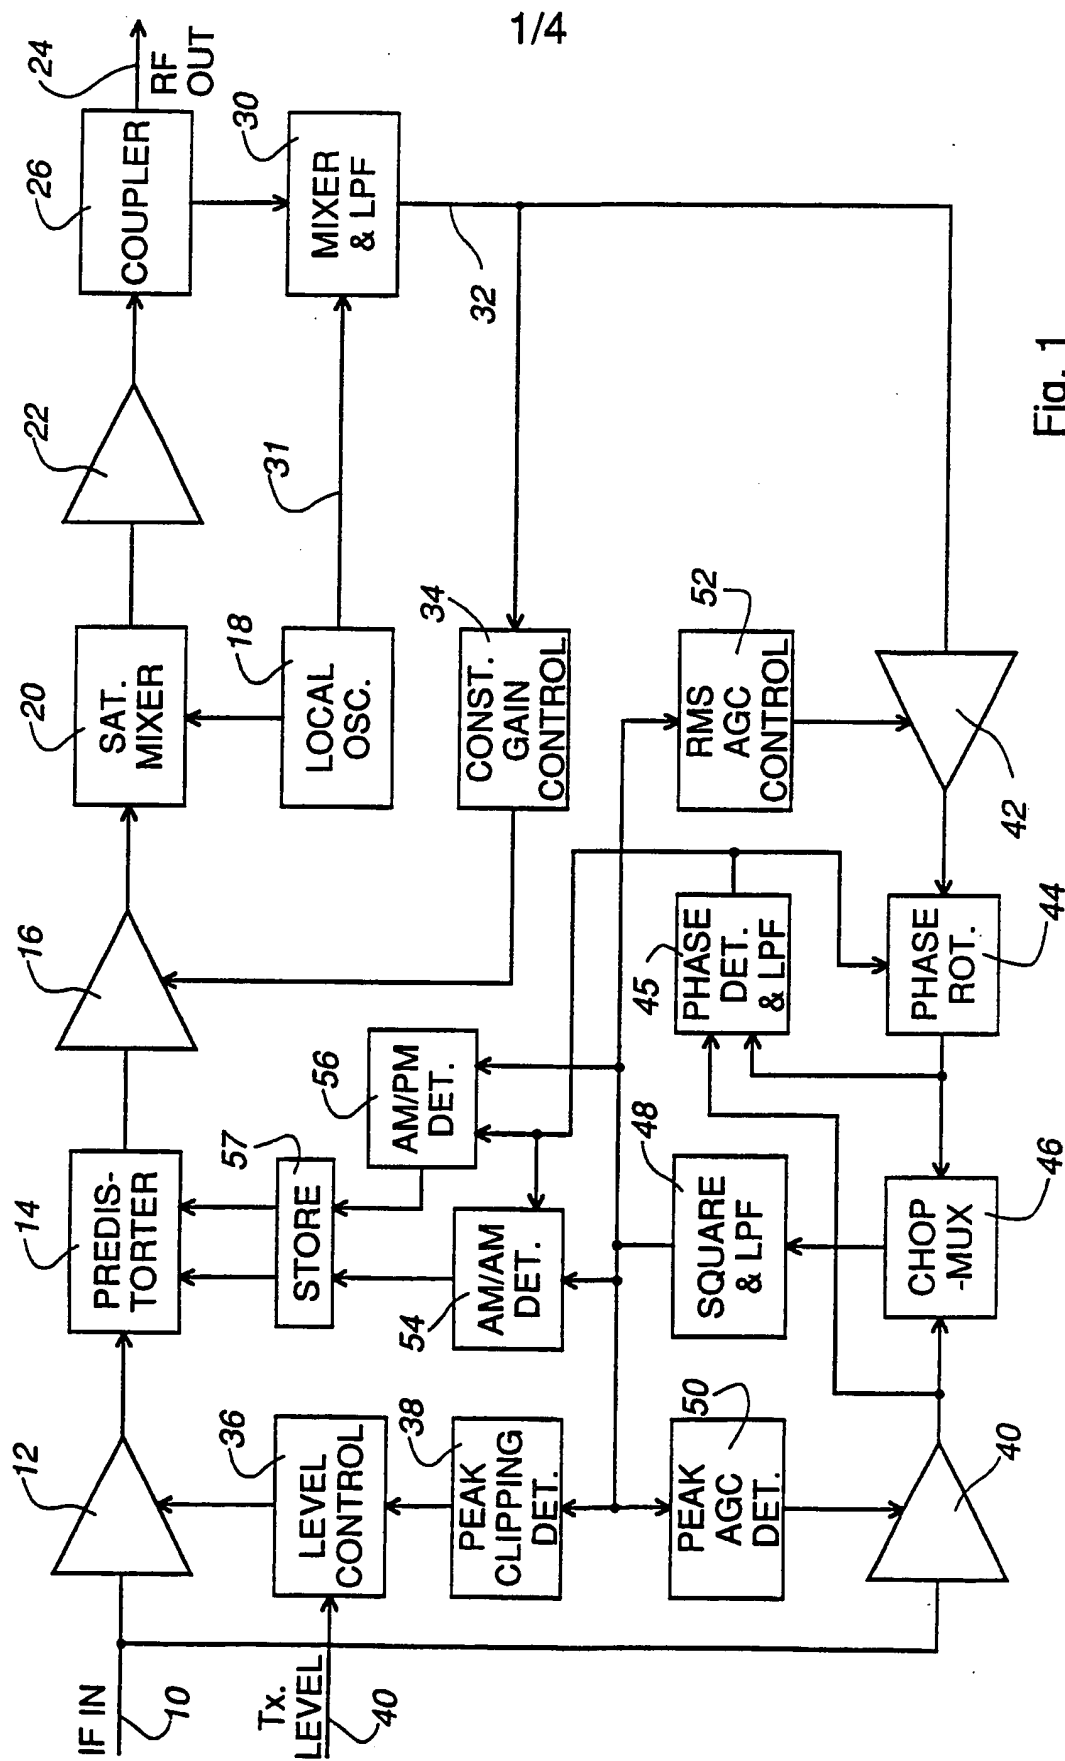 1/4
24
RF
OUT
26
COUPLER
30
MIXER
& LPF
32
22
31
20
SAT.
MIXER
18
LOCAL
OSC.
34
CONST.
GAIN
CONTROL
52
RMS
AGC
CONTROL
42
16
14
PREDIS-
TORTER
57
STORE
56
AM/PM
DET.
54
AM/AM
DET.
45
PHASE
DET.
& LPF
44
PHASE
ROT.
48
SQUARE
& LPF
46
CHOP
-MUX
12
36
LEVEL
CONTROL
38
PEAK
CLIPPING
DET.
50
PEAK
AGC
DET.
40
IF IN
10
Tx.
LEVEL
40
Fig. 1